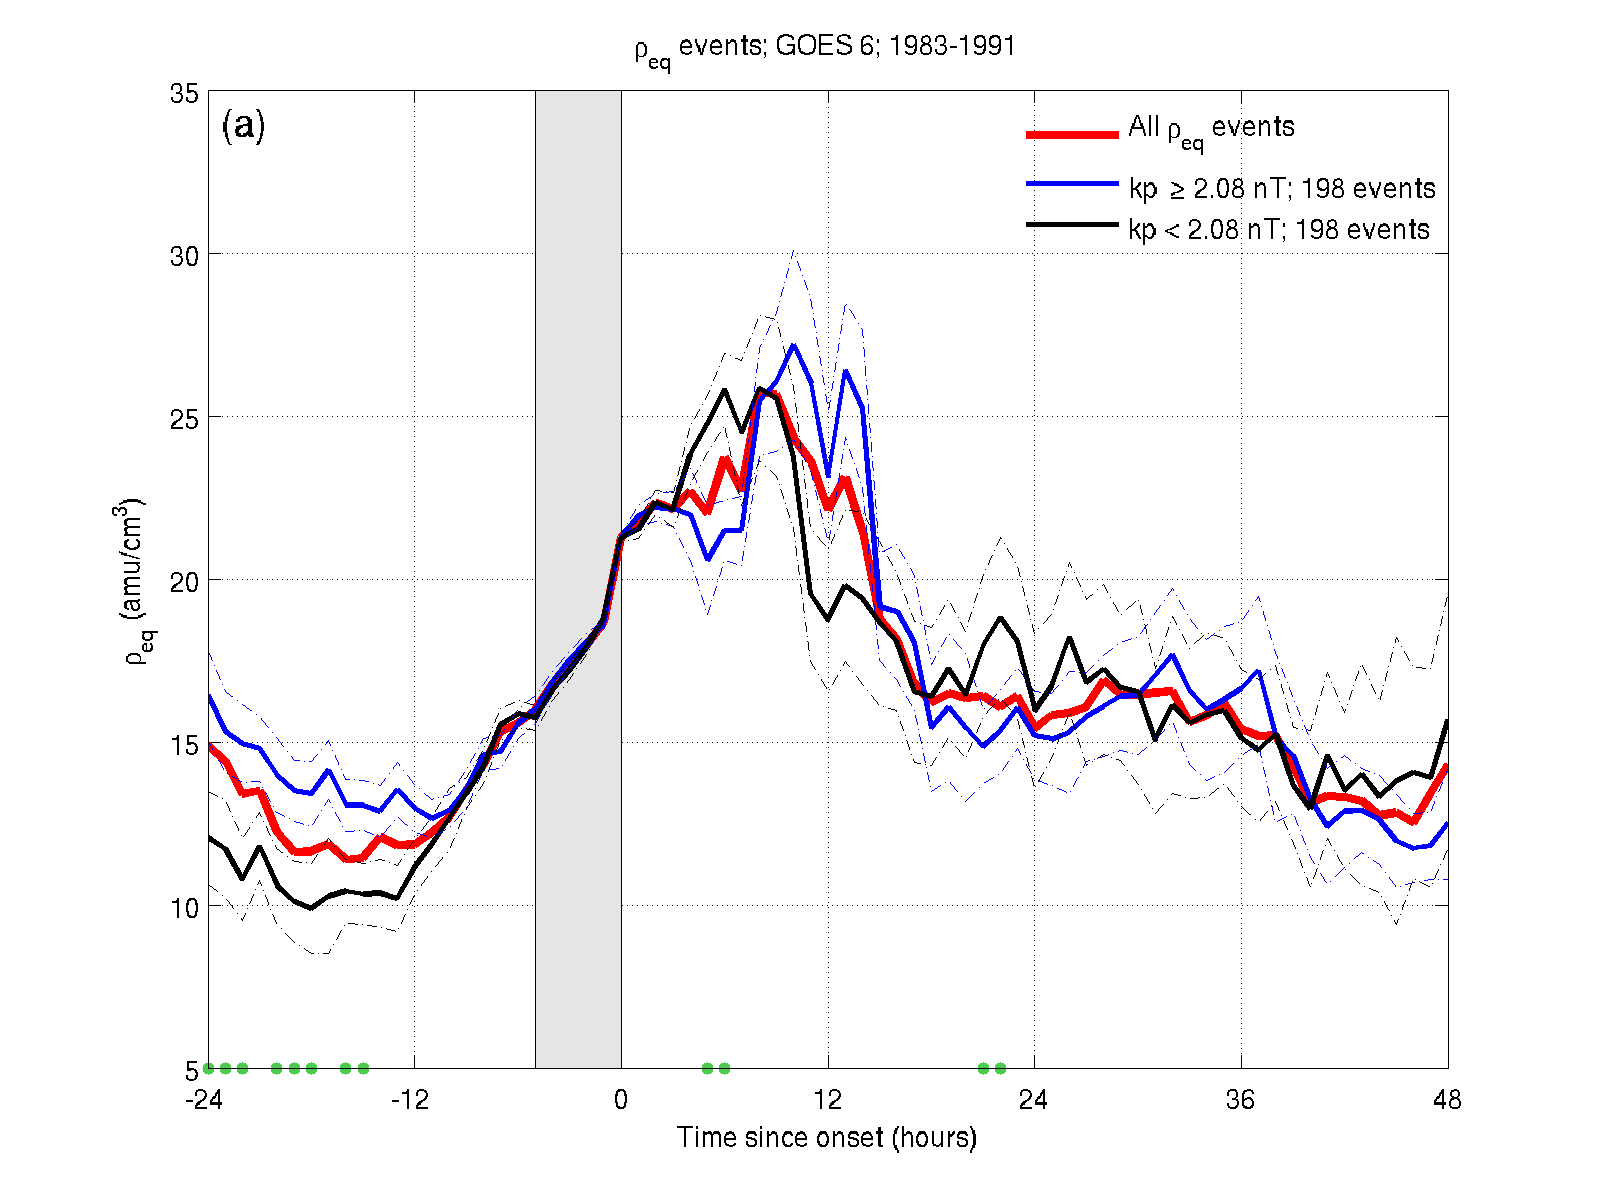 ρeq events; GOES 6; 1983-1991
(a)
All ρeq events
kp ≥ 2.08 nT; 198 events
kp < 2.08 nT; 198 events
35
30
25
20
15
10
5
ρeq (amu/cm³)
-24 -12 0 12 24 36 48
Time since onset (hours)